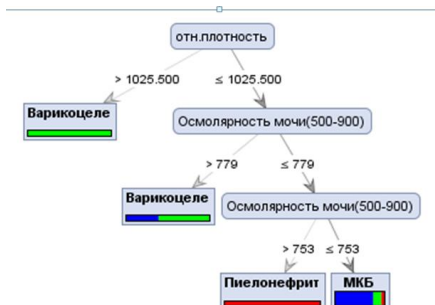 отн.плотность
> 1025.500 ≤ 1025.500
Варикоцеле
Осмолярность мочи(500-900)
> 779 ≤ 779
Варикоцеле
Осмолярность мочи(500-900)
> 753 ≤ 753
Пиелонефрит
МКБ